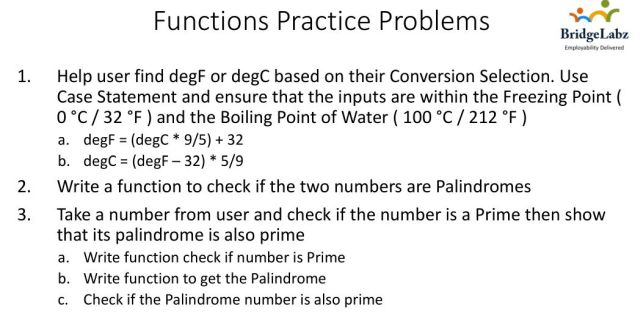 Functions Practice Problems
BridgeLabz
Employability Delivered
1. Help user find degF or degC based on their Conversion Selection. Use
Case Statement and ensure that the inputs are within the Freezing Point (
0 °C / 32 °F ) and the Boiling Point of Water ( 100 °C / 212 °F )
a. degF = (degC * 9/5) + 32
b. degC = (degF – 32) * 5/9
2. Write a function to check if the two numbers are Palindromes
3. Take a number from user and check if the number is a Prime then show
that its palindrome is also prime
a. Write function check if number is Prime
b. Write function to get the Palindrome
c. Check if the Palindrome number is also prime